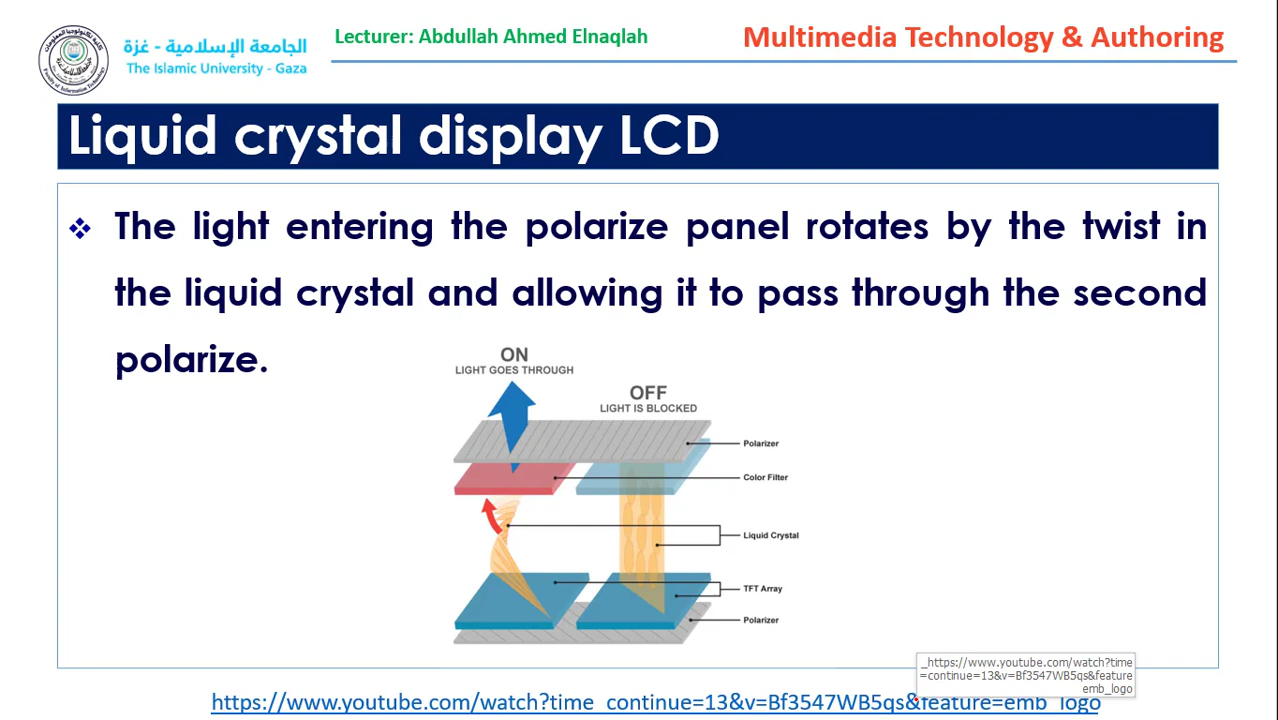 الجامعة الإسلامية - غزة
The Islamic University - Gaza
Lecturer: Abdullah Ahmed Elnaqlah
Multimedia Technology & Authoring
Liquid crystal display LCD
The light entering the polarize panel rotates by the twist in
the liquid crystal and allowing it to pass through the second
polarize.
ON
LIGHT GOES THROUGH
OFF
LIGHT IS BLOCKED
Polarizer
Color Filter
Liquid Crystal
TFT Array
Polarizer
_https://www.youtube.com/watch?time
=continue=13&v=Bf3547WB5qs&feature
emb_logo
https://www.youtube.com/watch?time_continue=13&v=Bf3547WB5qs&feature=emb_logo